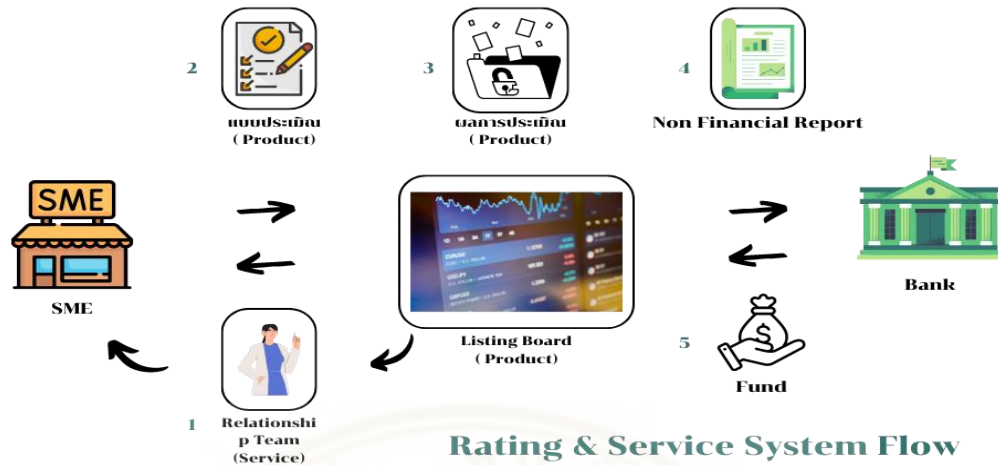 2
3
4
แบบประเมิณ
( Product)
ผลการประเมิณ
( Product)
Non Financial Report
SME
SME
Listing Board
( Product)
Bank
5
Fund
1
Relationshi
p Team
(Service)
Rating & Service System Flow